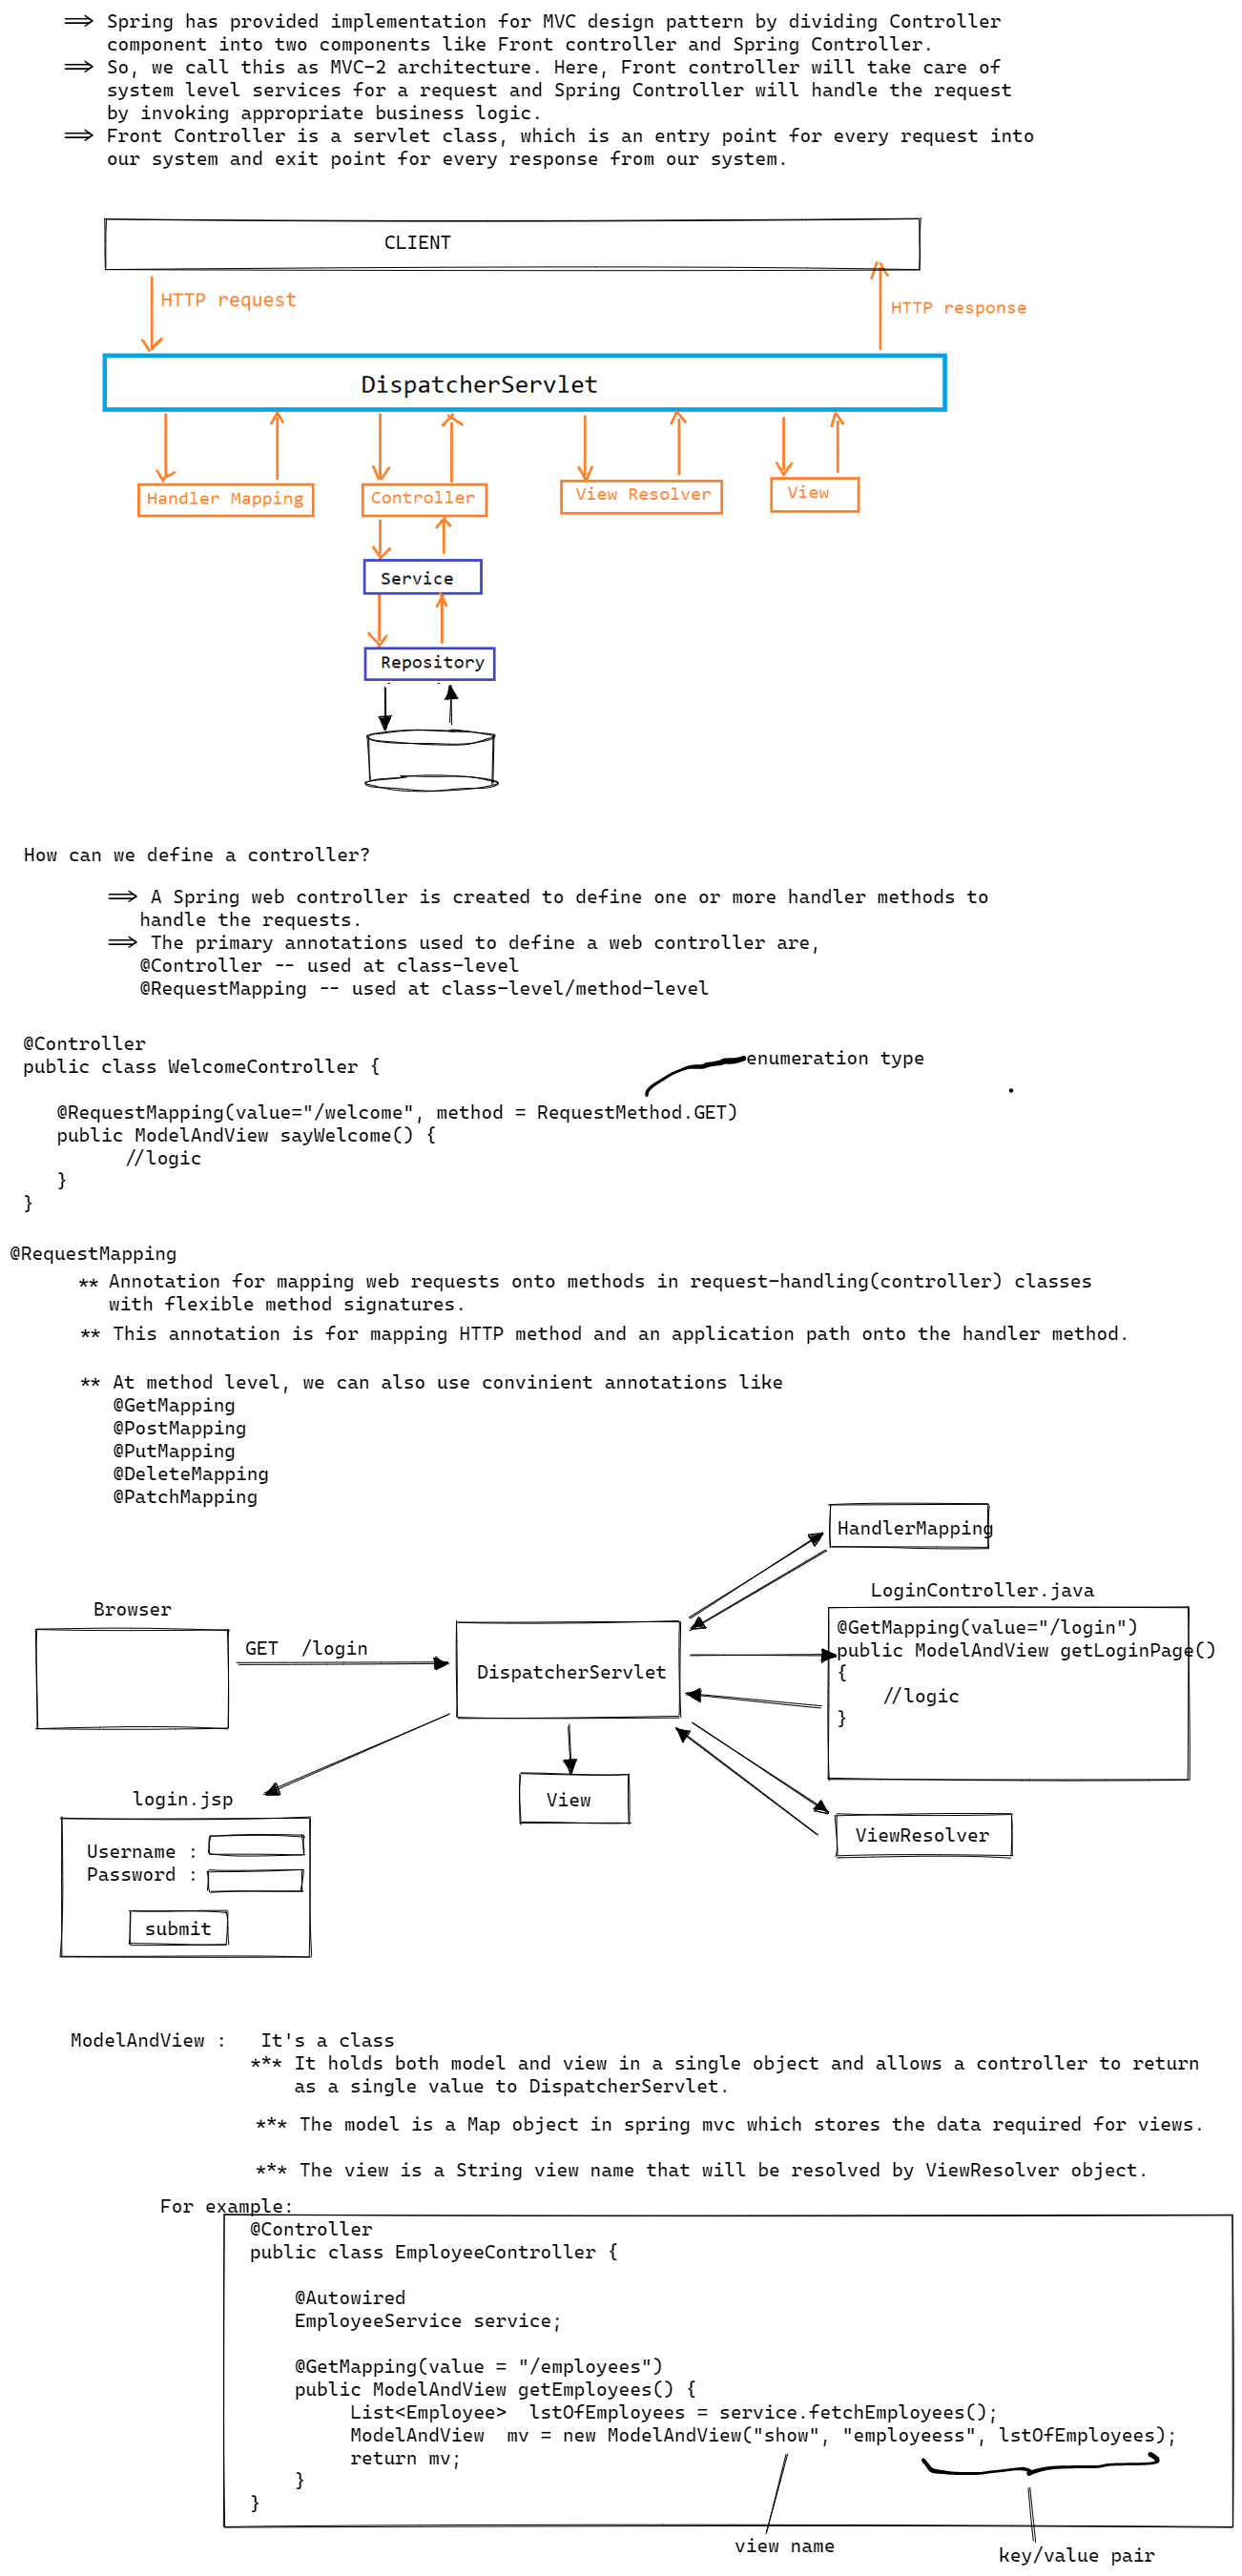 ⇒ Spring has provided implementation for MVC design pattern by dividing Controller
component into two components like Front controller and Spring Controller.
⇒ So, we call this as MVC-2 architecture. Here, Front controller will take care of
system level services for a request and Spring Controller will handle the request
by invoking appropriate business logic.
⇒ Front Controller is a servlet class, which is an entry point for every request into
our system and exit point for every response from our system.
CLIENT
HTTP request
HTTP response
DispatcherServlet
Handler Mapping
Controller
View Resolver
View
Service
Repository
How can we define a controller?
⇒ A Spring web controller is created to define one or more handler methods to
handle the requests.
⇒ The primary annotations used to define a web controller are,
@Controller -- used at class-level
@RequestMapping -- used at class-level/method-level
@Controller
public class WelcomeController {
enumeration type
@RequestMapping(value="/welcome", method = RequestMethod.GET)
public ModelAndView sayWelcome() {
//logic
}
}
@RequestMapping
** Annotation for mapping web requests onto methods in request-handling(controller) classes
with flexible method signatures.
** This annotation is for mapping HTTP method and an application path onto the handler method.
** At method level, we can also use convinient annotations like
@GetMapping
@PostMapping
@PutMapping
@DeleteMapping
@PatchMapping
HandlerMapping
LoginController.java
Browser
@GetMapping(value="/login")
GET /login
public ModelAndView getLoginPage()
DispatcherServlet
{
//logic
}
login.jsp
View
ViewResolver
Username :
Password :
submit
ModelAndView : It's a class
*** It holds both model and view in a single object and allows a controller to return
as a single value to DispatcherServlet.
*** The model is a Map object in spring mvc which stores the data required for views.
*** The view is a String view name that will be resolved by ViewResolver object.
For example:
@Controller
public class EmployeeController {
@Autowired
EmployeeService service;
@GetMapping(value = "/employees")
public ModelAndView getEmployees() {
List<Employee> lstOfEmployees = service.fetchEmployees();
ModelAndView mv = new ModelAndView("show", "employeess", lstOfEmployees);
return mv;
}
}
view name
key/value pair